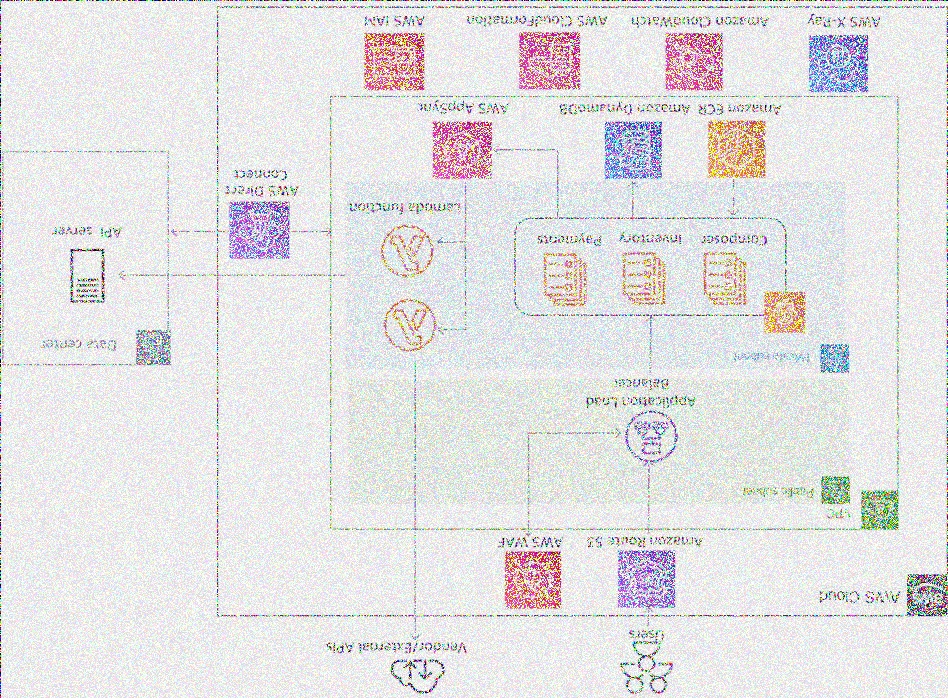 Users
Vendor/External APIs
AWS Cloud
Amazon Route 53
AWS WAF
VPC
Public subnet
Application Load
Balancer
Private subnet
Data center
Composer
Inventory
Payments
API server
Lambda function
AWS Direct
Connect
Amazon ECR
Amazon DynamoDB
AWS AppSync
AWS X-Ray
Amazon CloudWatch
AWS CloudFormation
AWS IAM